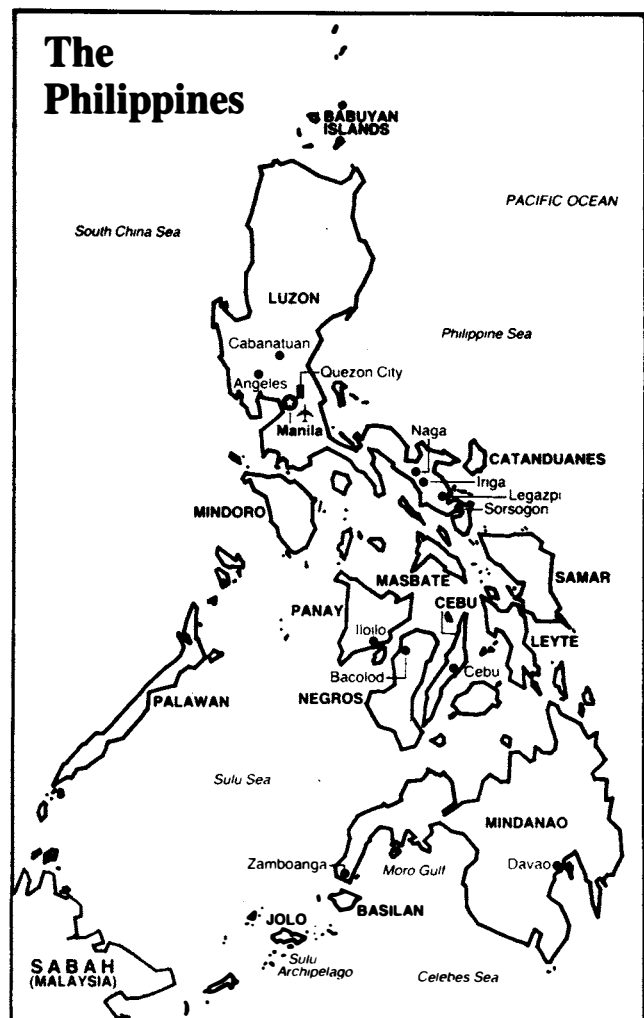 The
Philippines
BABUYAN
ISLANDS
PACIFIC OCEAN
South China Sea
LUZON
Philippine Sea
Cabanatuan
Quezon City
Angeles
Manila
Naga
CATANDUANES
Iriga
Legazpi
Sorsogon
MINDORO
MASBATE
SAMAR
PANAY
CEBU
Iloilo
LEYTE
Bacolod
Cebu
NEGROS
PALAWAN
Sulu Sea
MINDANAO
Zamboanga
Moro Gulf
Davao
BASILAN
JOLO
Sulu
Archipelago
SABAH
(MALAYSIA)
Celebes Sea